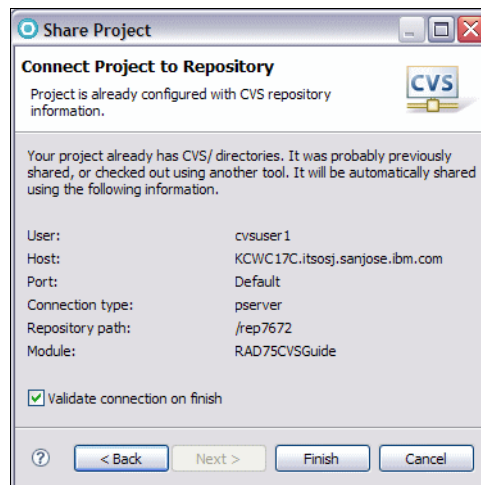 Share Project
Connect Project to Repository
Project is already configured with CVS repository
information.
CVS
Your project already has CVS/ directories. It was probably previously
shared, or checked out using another tool. It will be automatically shared
using the following information.
User: cvsuser1
Host: KCWC17C.itsosj.sanjose.ibm.com
Port: Default
Connection type: pserver
Repository path: /rep7672
Module: RAD75CVSGuide
Validate connection on finish
? < Back Next > Finish Cancel